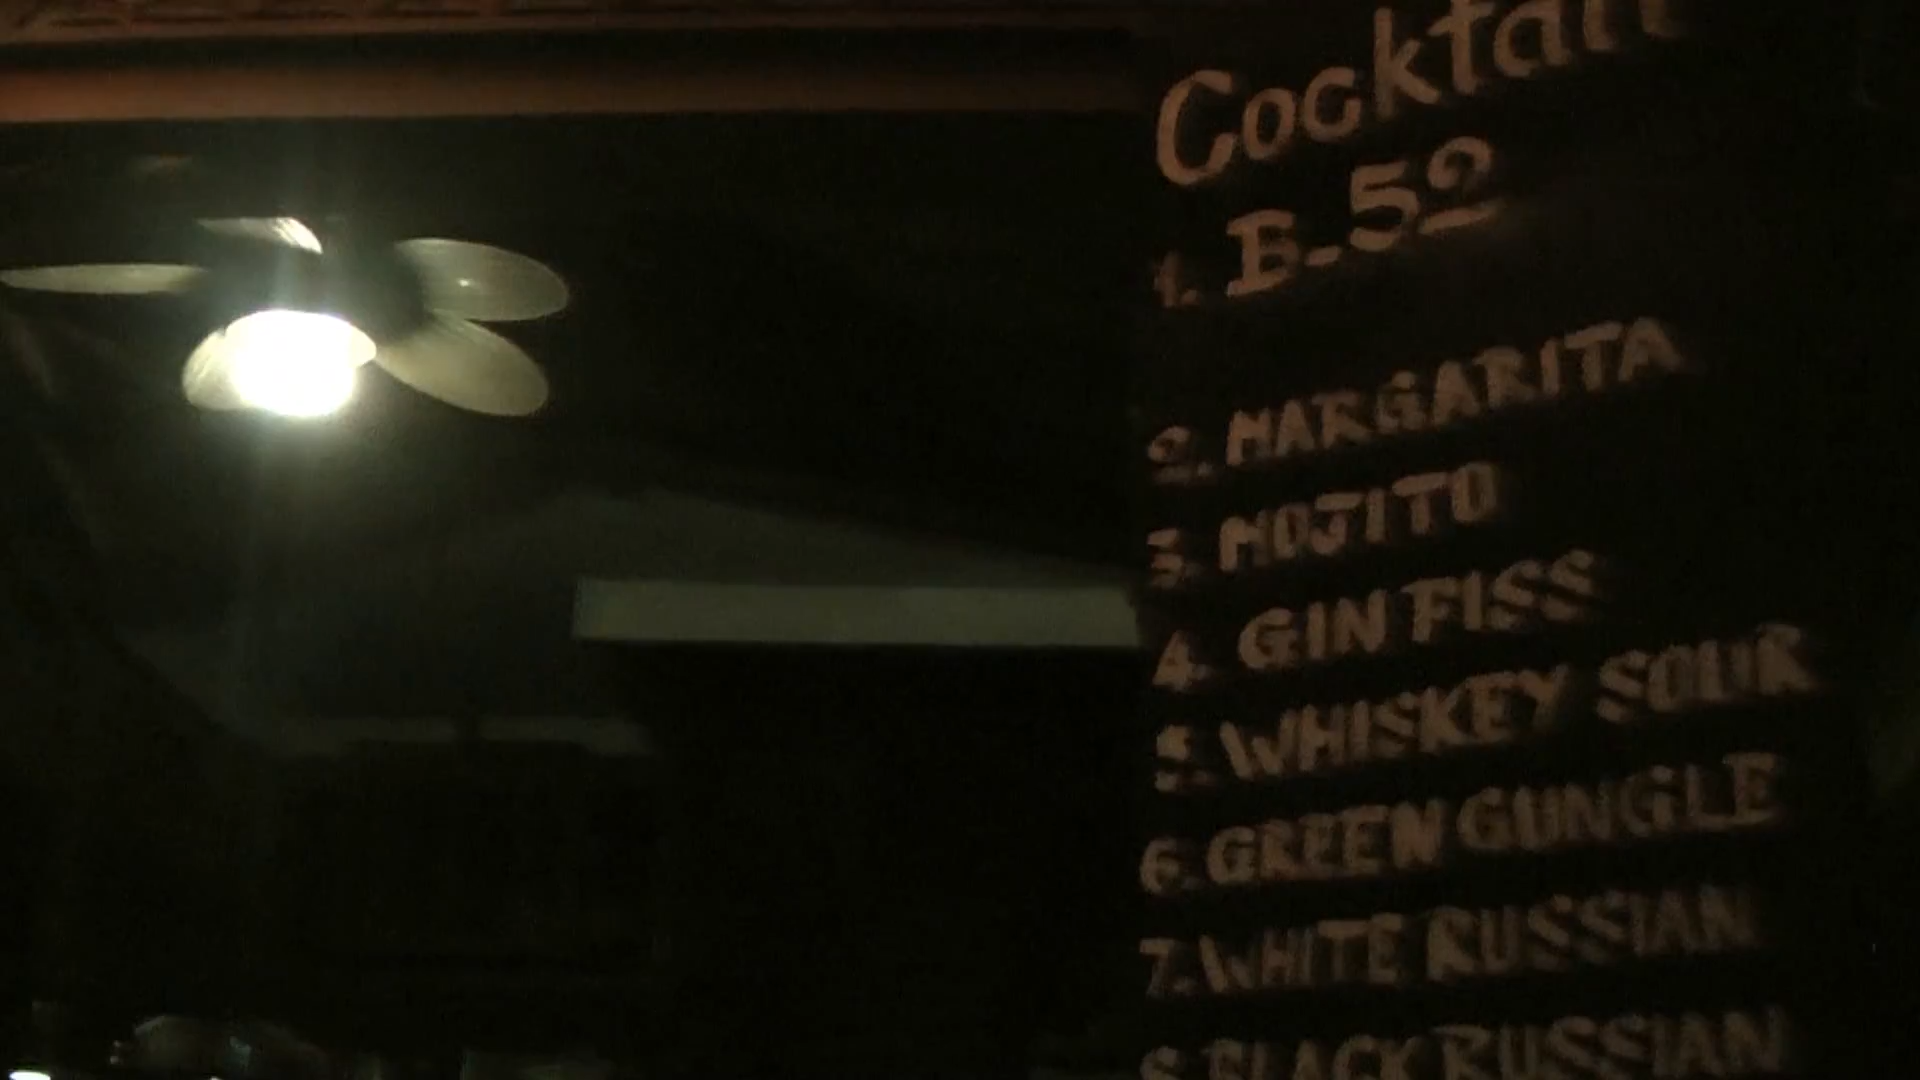 Cocktail
1. B-52
2. MARGARITA
3. MOJITO
4. GIN FISS
5. WHISKEY SOUR
6. GREEN GUNGLE
7. WHITE RUSSIAN
8. BLACK RUSSIAN